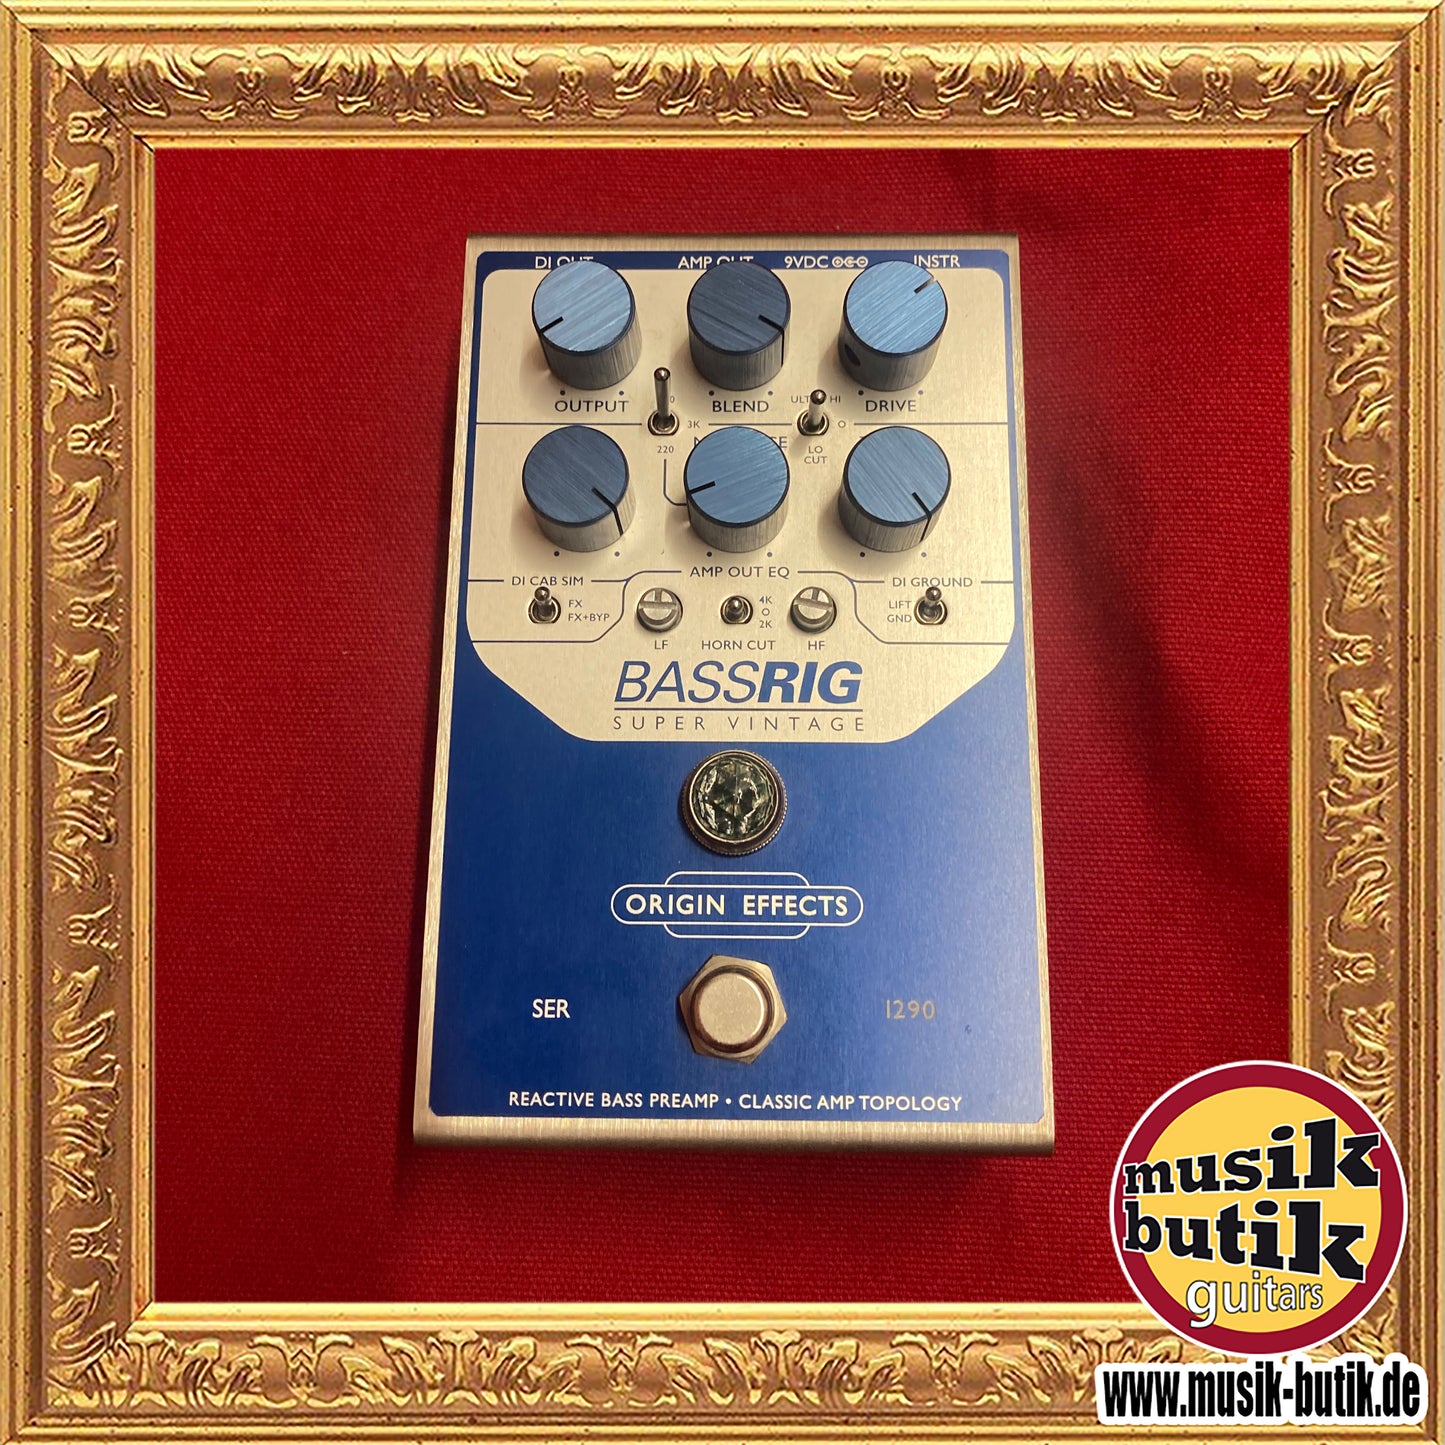 DI OUT AMP OUT 9VDC INSTR
OUTPUT BLEND DRIVE
ULTRA HI
3K O
220 LO
CUT
DI CAB SIM AMP OUT EQ DI GROUND
FX
FX+BYP
4K
O
2K
LIFT
GND
LF HORN CUT HF
BASSRIG
SUPER VINTAGE
ORIGIN EFFECTS
SER 1290
REACTIVE BASS PREAMP • CLASSIC AMP TOPOLOGY
musik
butik
guitars
www.musik-butik.de